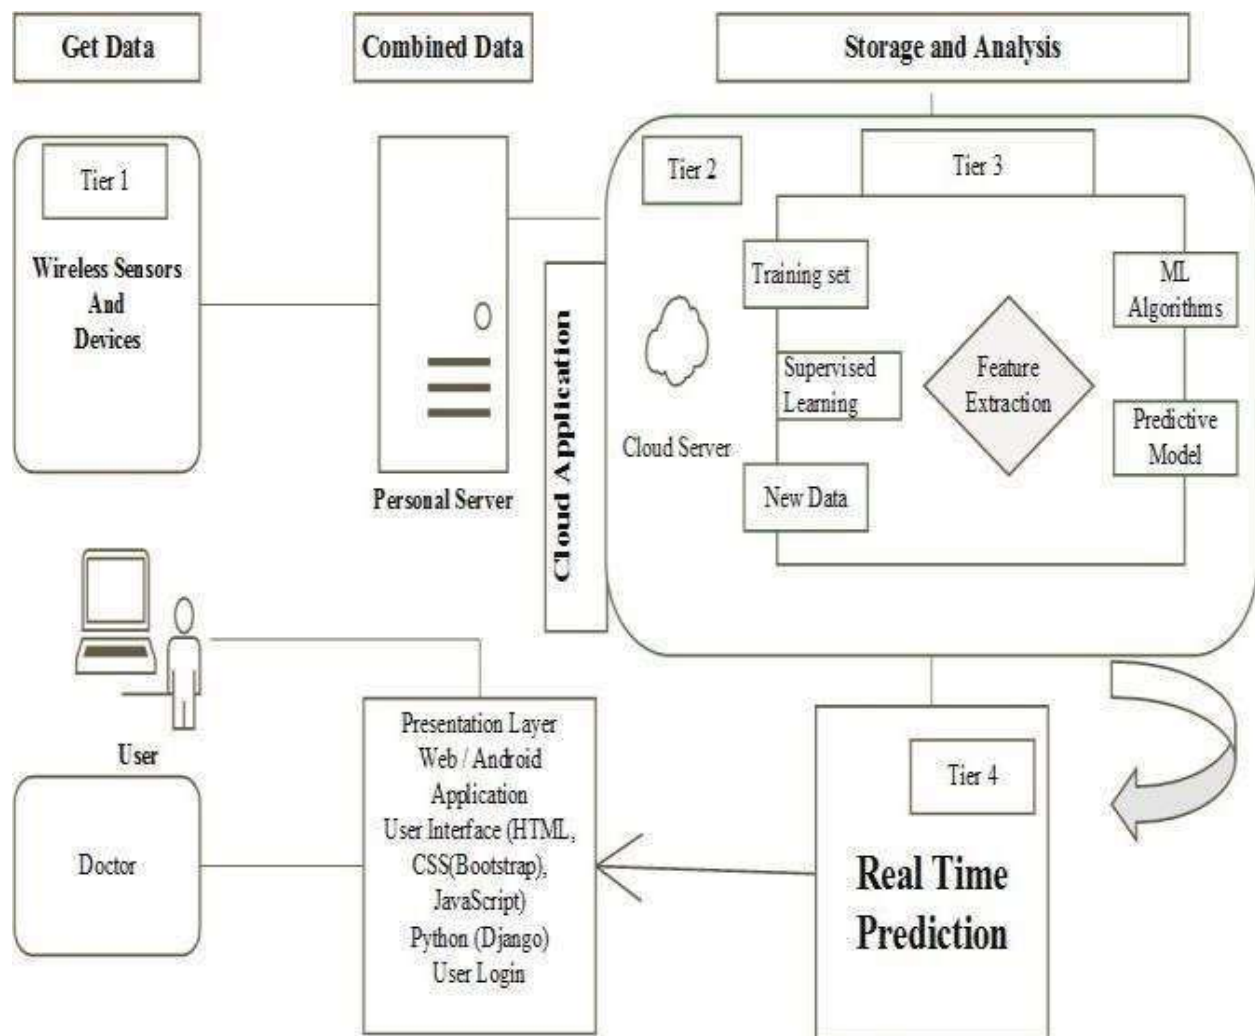 Get Data
Combined Data
Storage and Analysis
Tier 1
Wireless Sensors
And
Devices
Personal Server
Cloud Application
Tier 2
Cloud Server
Tier 3
Training set
Supervised
Learning
New Data
Feature
Extraction
ML
Algorithms
Predictive
Model
User
Doctor
Presentation Layer
Web / Android
Application
User Interface (HTML,
CSS(Bootstrap),
JavaScript)
Python (Django)
User Login
Tier 4
Real Time
Prediction